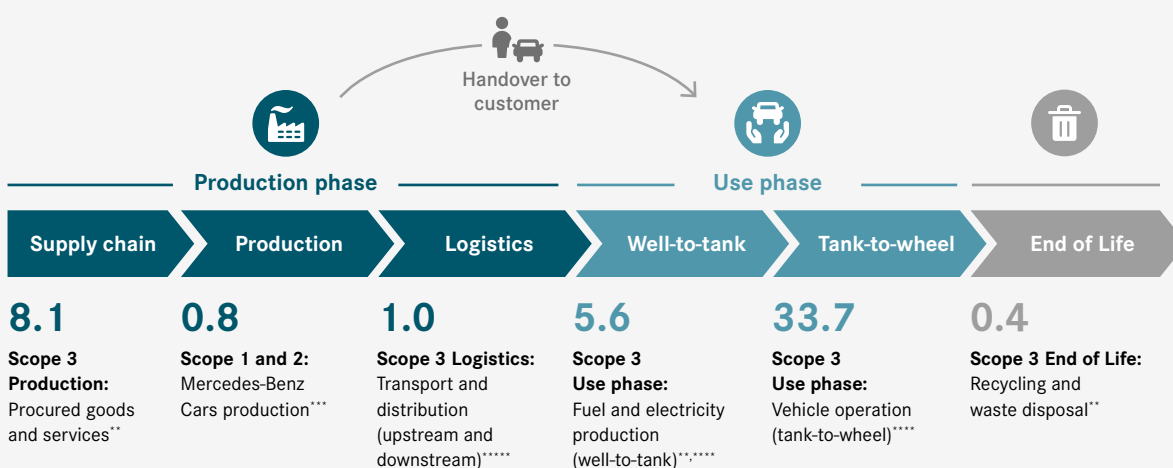 Handover to
customer
Production phase
Use phase
Supply chain
Production
Logistics
Well-to-tank
Tank-to-wheel
End of Life
8.1
Scope 3
Production:
Procured goods
and services**
0.8
Scope 1 and 2:
Mercedes-Benz
Cars production***
1.0
Scope 3 Logistics:
Transport and
distribution
(upstream and
downstream)*****
5.6
Scope 3
Use phase:
Fuel and electricity
production
(well-to-tank)**,****
33.7
Scope 3
Use phase:
Vehicle operation
(tank-to-wheel)****
0.4
Scope 3 End of Life:
Recycling and
waste disposal**